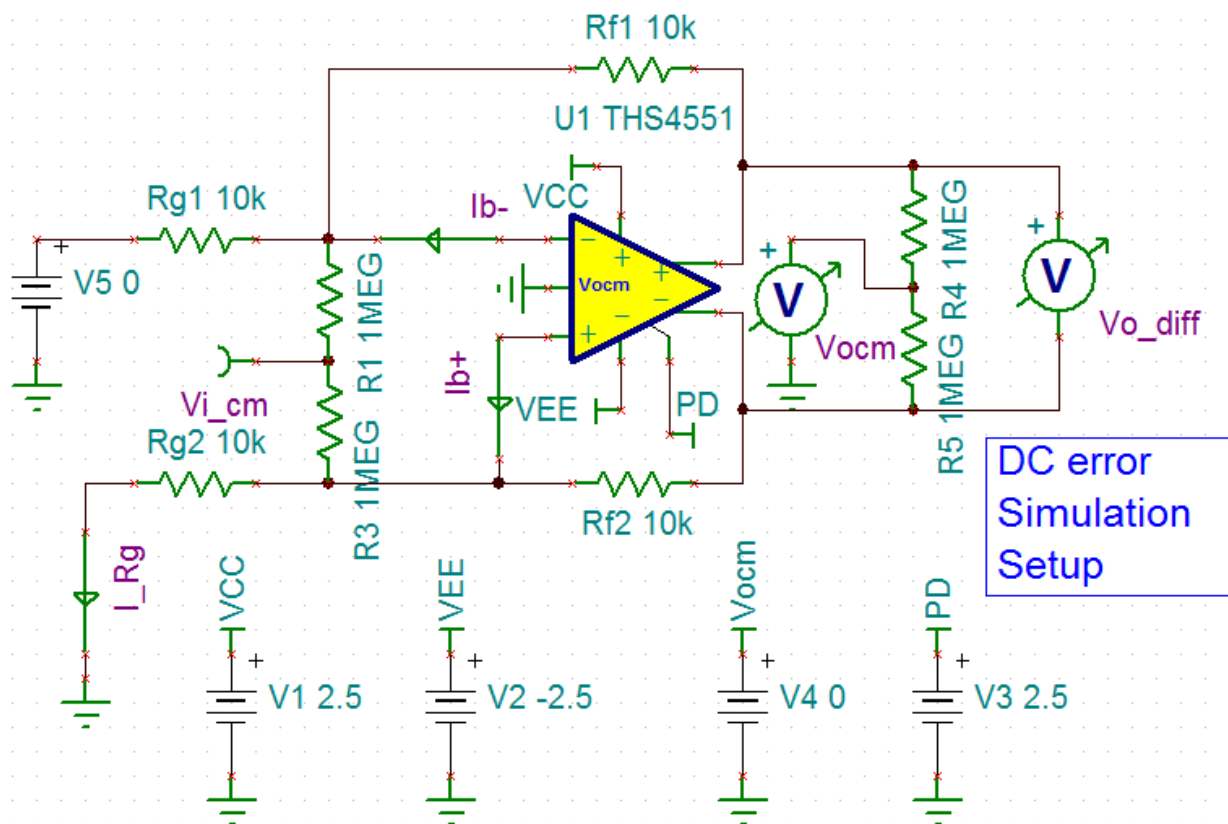 Rf1 10k
U1 THS4551
VCC
Rg1 10k
Ib-
+
V5 0
−
+
+
Vocm
−
−
+
+
V
Vocm
+
V
Vo_diff
R4 1MEG
R1 1MEG
Vi_cm
Ib+
VEE
PD
Rg2 10k
R3 1MEG
Rf2 10k
R5 1MEG
DC error
Simulation
Setup
I_Rg
VCC
+
V1 2.5
VEE
+
V2 -2.5
Vocm
+
V4 0
PD
+
V3 2.5